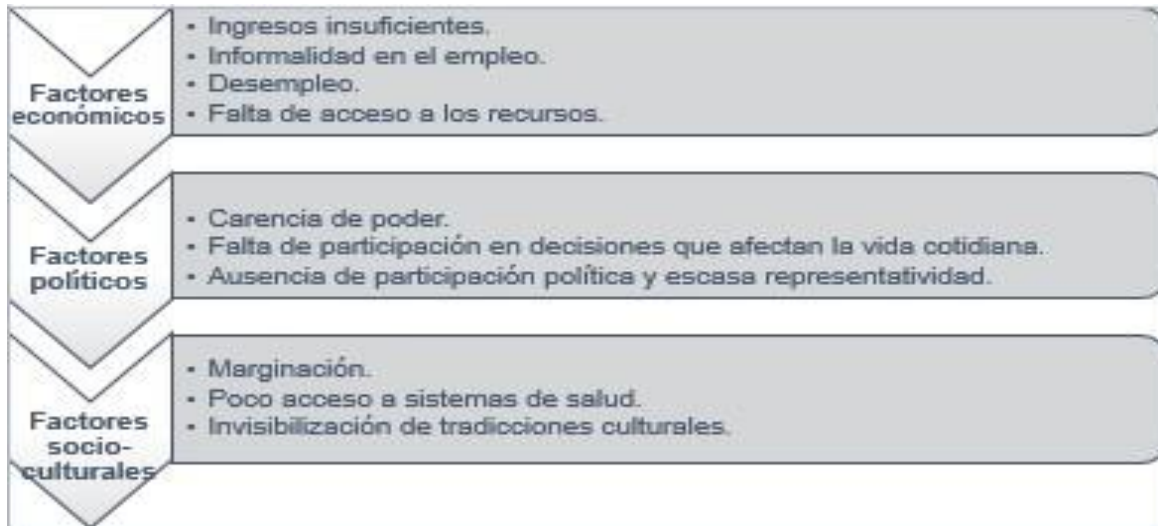 Factores
económicos
• Ingresos insuficientes.
• Informalidad en el empleo.
• Desempleo.
• Falta de acceso a los recursos.
Factores
políticos
• Carencia de poder.
• Falta de participación en decisiones que afectan la vida cotidiana.
• Ausencia de participación política y escasa representatividad.
Factores
socio-
culturales
• Marginación.
• Poco acceso a sistemas de salud.
• Invisibilización de tradicciones culturales.